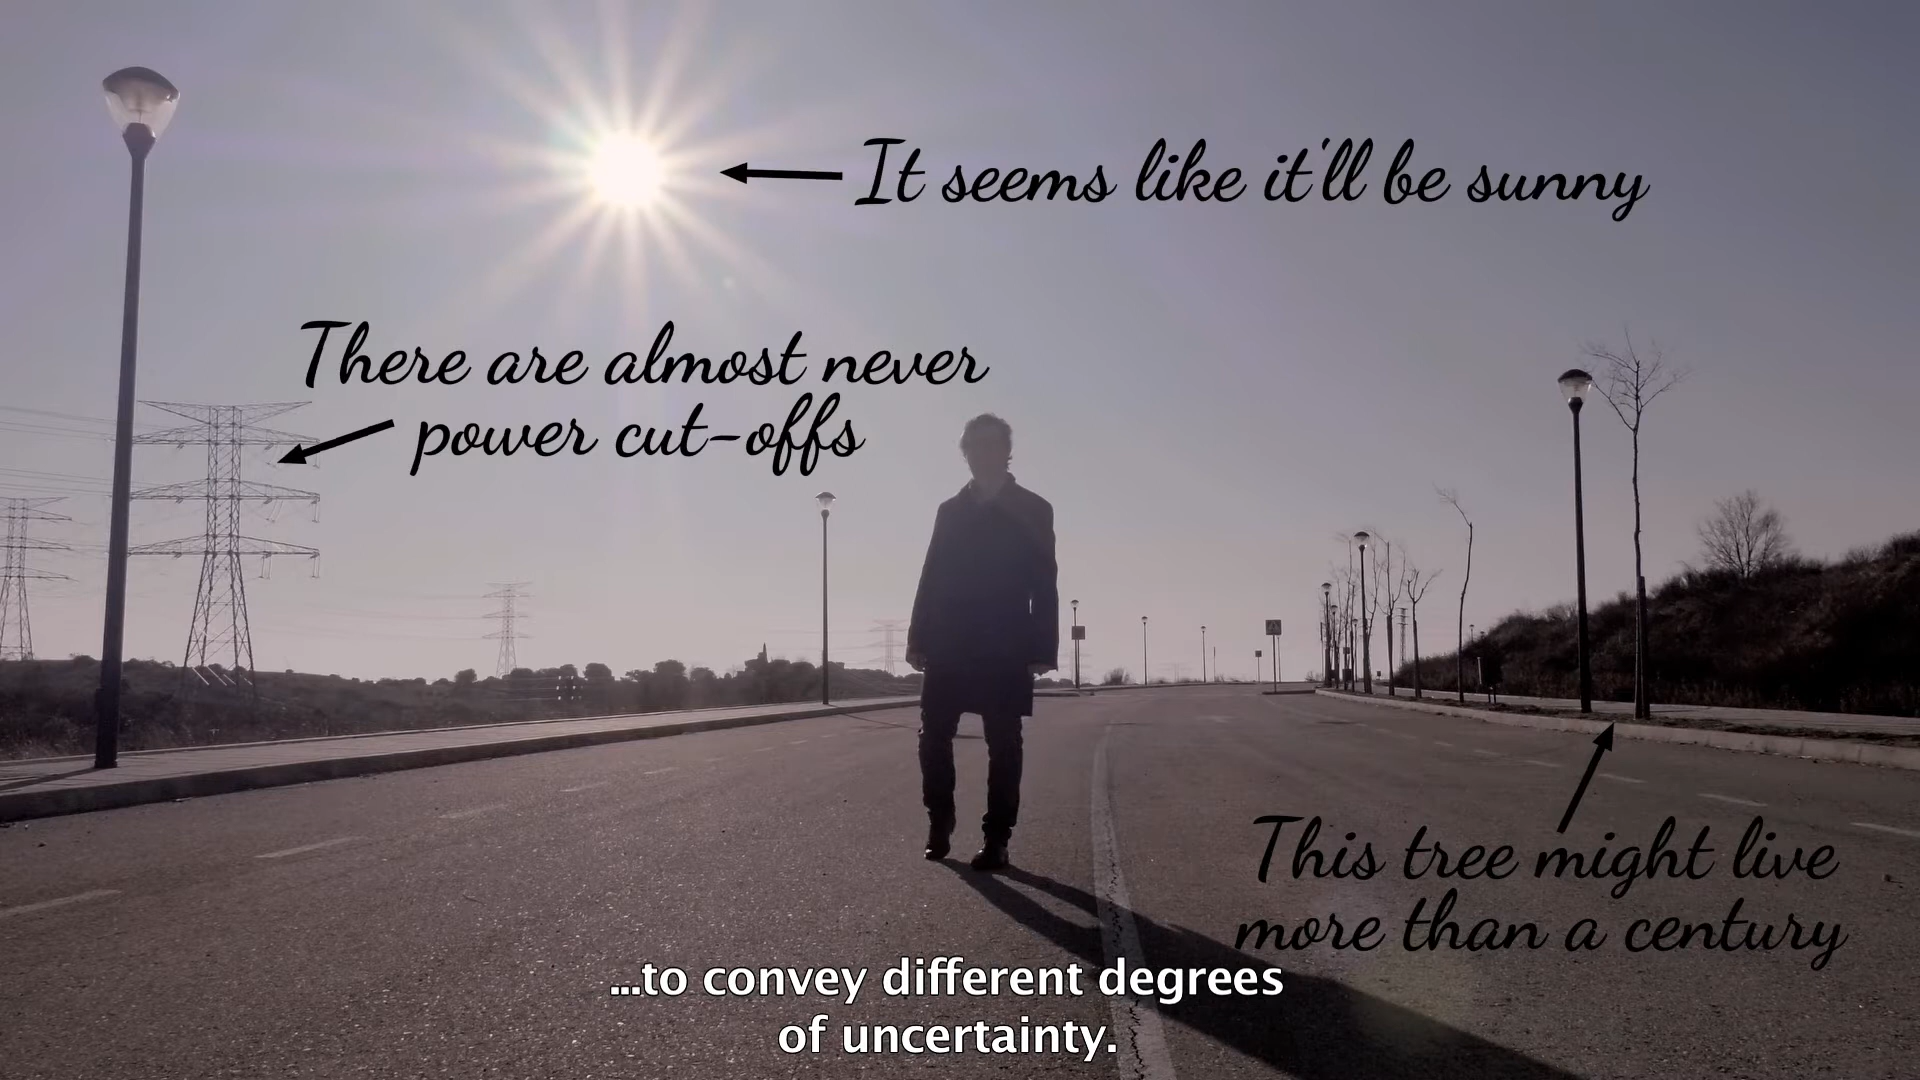 It seems like it'll be sunny
There are almost never
power cut-offs
This tree might live
more than a century
...to convey different degrees
of uncertainty.